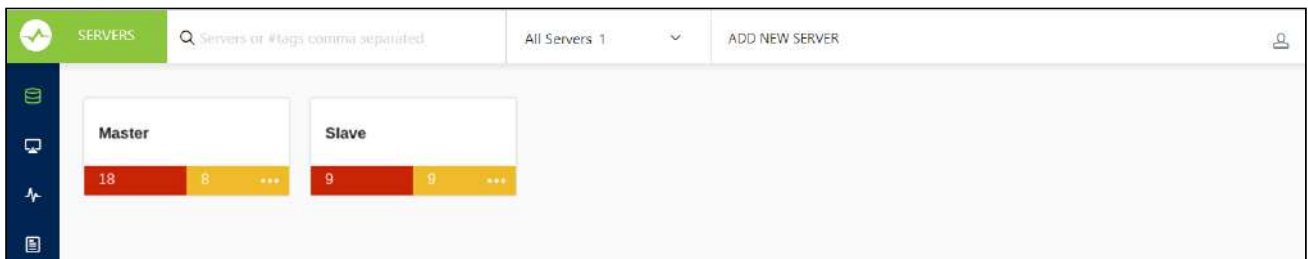 SERVERS Servers or #tags comma separated All Servers 1 ADD NEW SERVER
Master Slave
18 8 ... 9 9 ...